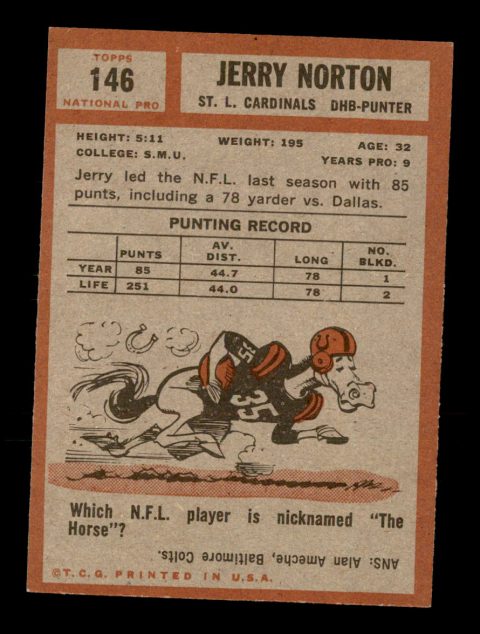 TOPPS
146
NATIONAL PRO
JERRY NORTON
ST. L. CARDINALS DHB-PUNTER
HEIGHT: 5:11 WEIGHT: 195 AGE: 32
COLLEGE: S.M.U. YEARS PRO: 9
Jerry led the N.F.L. last season with 85
punts, including a 78 yarder vs. Dallas.
PUNTING RECORD
PUNTS AV. DIST. LONG NO. BLKD.
YEAR 85 44.7 78 1
LIFE 251 44.0 78 2
35
35
Which N.F.L. player is nicknamed "The
Horse"?
ANS: Alan Ameche, Baltimore Colts.
©T.C.G. PRINTED IN U.S.A.